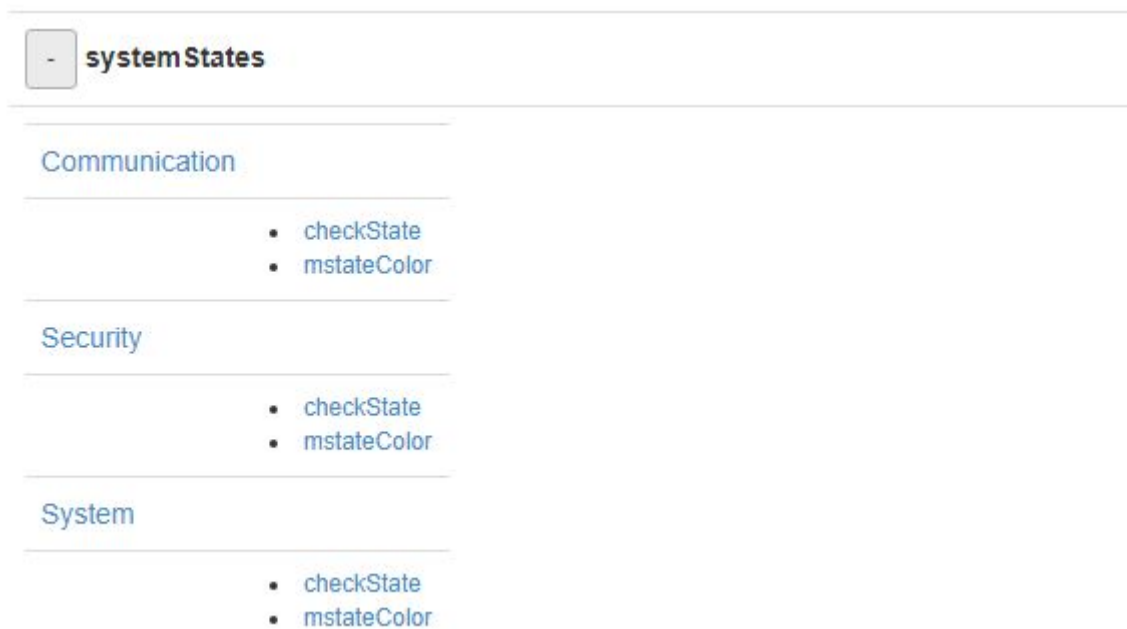 - systemStates
Communication
• checkState
• mstateColor
Security
• checkState
• mstateColor
System
• checkState
• mstateColor